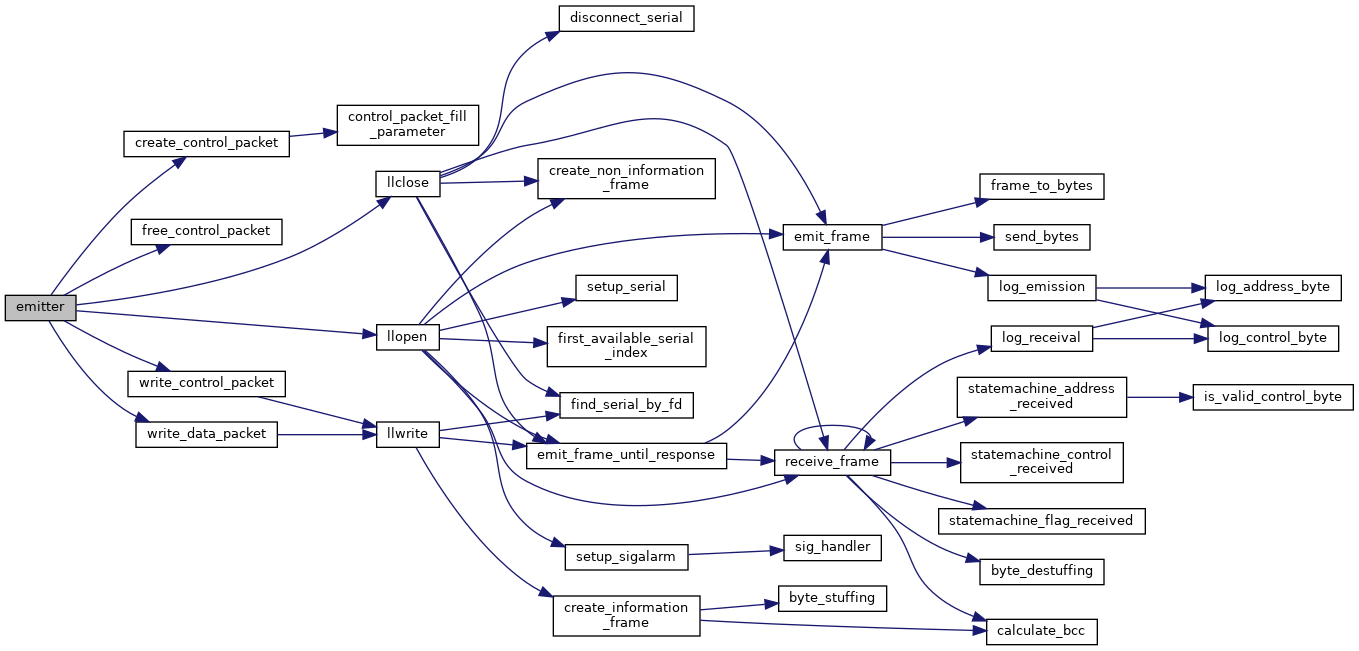 emitter
create_control_packet
free_control_packet
write_control_packet
write_data_packet
control_packet_fill
_parameter
llclose
llopen
llwrite
disconnect_serial
create_non_information
_frame
setup_serial
first_available_serial
_index
find_serial_by_fd
emit_frame_until_response
setup_sigalarm
create_information
_frame
emit_frame
receive_frame
sig_handler
byte_stuffing
frame_to_bytes
send_bytes
log_emission
log_receival
statemachine_address
_received
statemachine_control
_received
statemachine_flag_received
byte_destuffing
calculate_bcc
log_address_byte
log_control_byte
is_valid_control_byte